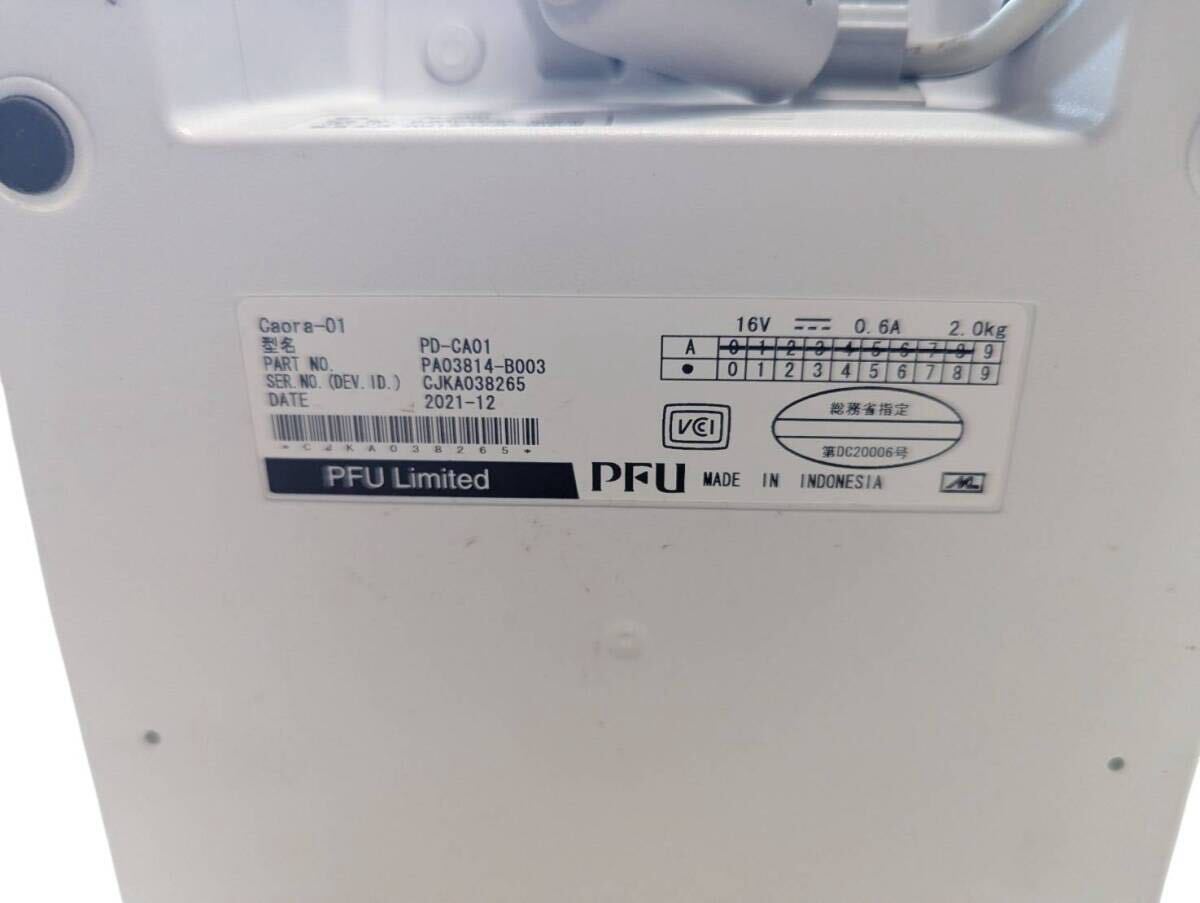 Caora-01
型名 PD-CA01
PART NO. PA03814-B003
SER.NO.(DEV.ID.) CJKA038265
DATE 2021-12
*CJKA038265*
PFU Limited
16V 0.6A 2.0kg
A 0 1 2 3 4 5 6 7 8 9
● 0 1 2 3 4 5 6 7 8 9
VCCI
総務省指定
第DC20006号
PFU MADE IN INDONESIA